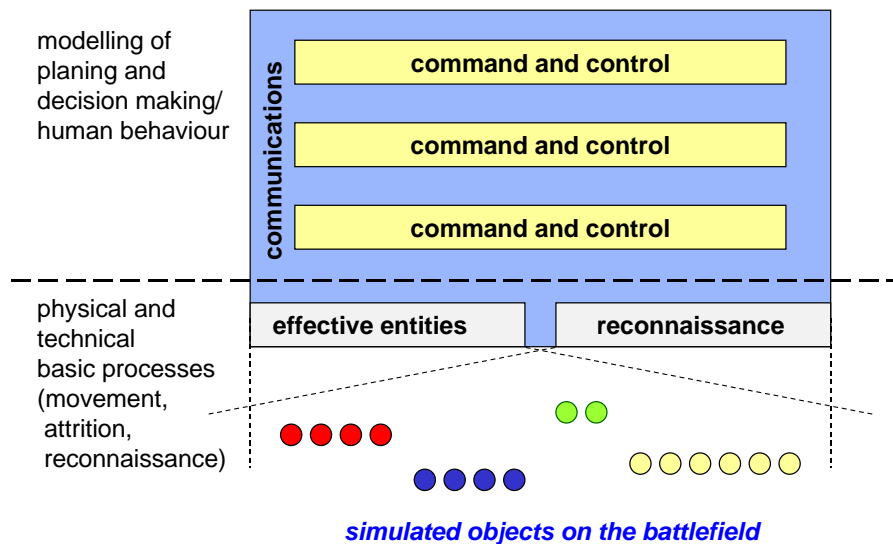 modelling of
planing and
decision making/
human behaviour
communications
command and control
command and control
command and control
physical and
technical
basic processes
(movement,
attrition,
reconnaissance)
effective entities
reconnaissance
simulated objects on the battlefield